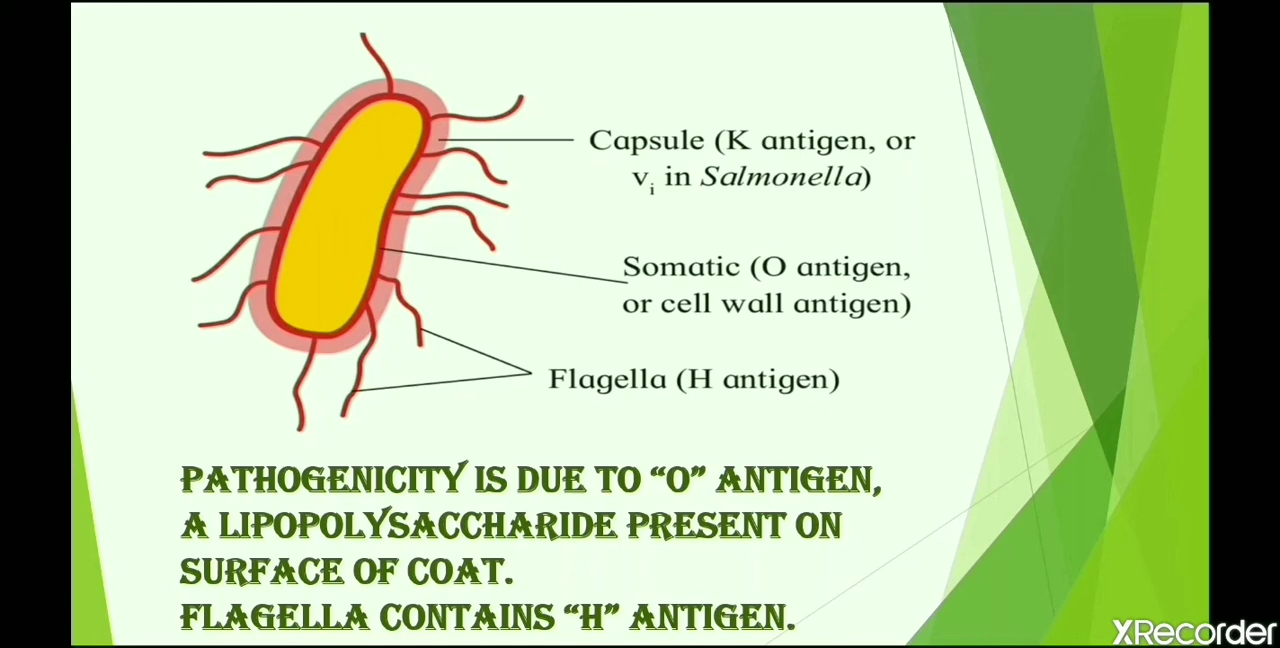 Capsule (K antigen, or
vi in Salmonella)
Somatic (O antigen,
or cell wall antigen)
Flagella (H antigen)
PATHOGENICITY IS DUE TO “O” ANTIGEN,
A LIPOPOLYSACCHARIDE PRESENT ON
SURFACE OF COAT.
FLAGELLA CONTAINS “H” ANTIGEN.
XRecorder